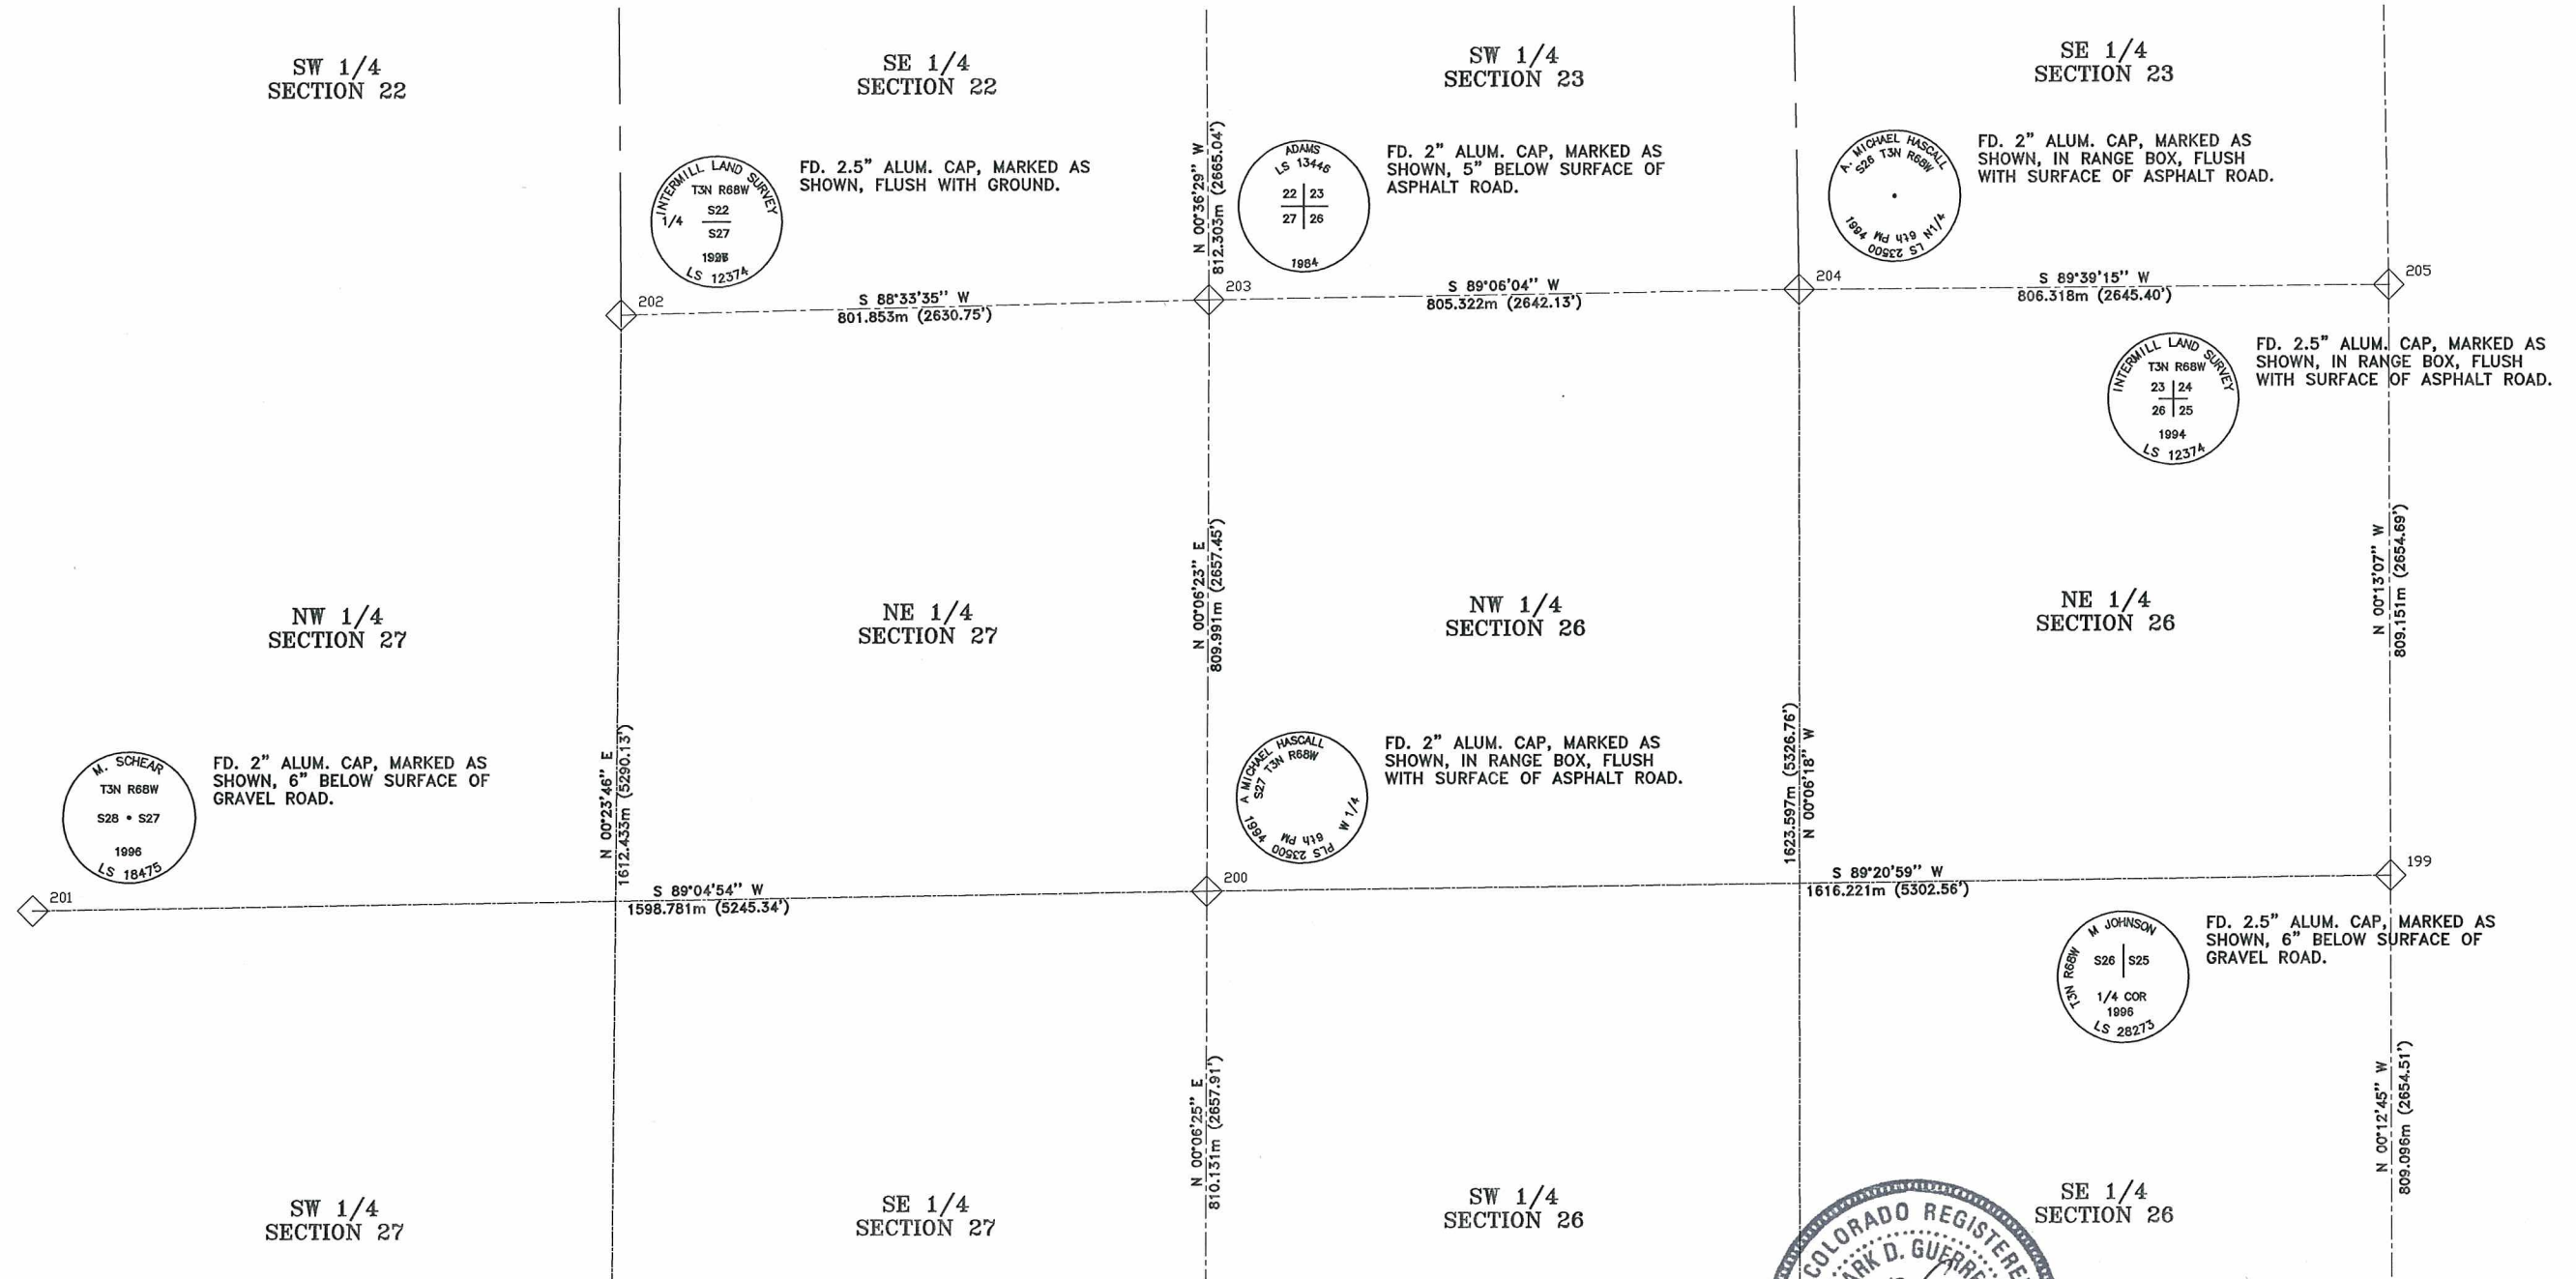 SW 1/4
SECTION 22
SE 1/4
SECTION 22
SW 1/4
SECTION 23
SE 1/4
SECTION 23
INTERMILL LAND SURVEY
T3N R68W
1/4
S22
S27
LS 12374
FD. 2.5” ALUM. CAP, MARKED AS
SHOWN, FLUSH WITH GROUND.
N 00°36'29” W
812.303m (2665.04')
ADAMS
LS 13446
22 23
27 26
1984
FD. 2” ALUM. CAP, MARKED AS
SHOWN, 5” BELOW SURFACE OF
ASPHALT ROAD.
A. MICHAEL HASCALL
S26 T3N R68W
N1/4
6th PM
1994
LS 23500
FD. 2” ALUM. CAP, MARKED AS
SHOWN, IN RANGE BOX, FLUSH
WITH SURFACE OF ASPHALT ROAD.
202
S 88°33'35” W
801.853m (2630.75')
203
S 89°06'04” W
805.322m (2642.13')
204
S 89°39'15” W
806.318m (2645.40')
205
INTERMILL LAND SURVEY
T3N R68W
23 24
26 25
1994
LS 12374
FD. 2.5” ALUM. CAP, MARKED AS
SHOWN, IN RANGE BOX, FLUSH
WITH SURFACE OF ASPHALT ROAD.
NW 1/4
SECTION 27
NE 1/4
SECTION 27
N 00°06'23” E
809.991m (2657.45')
NW 1/4
SECTION 26
NE 1/4
SECTION 26
N 00°13'07” W
809.151m (2654.69')
M. SCHEAR
T3N R68W
S28 • S27
1996
LS 18475
FD. 2” ALUM. CAP, MARKED AS
SHOWN, 6” BELOW SURFACE OF
GRAVEL ROAD.
N 00°23'46” E
1612.433m (5290.13')
A MICHAEL HASCALL
S27 T3N R68W
W 1/4
6th PM
1994
PLS 23500
FD. 2” ALUM. CAP, MARKED AS
SHOWN, IN RANGE BOX, FLUSH
WITH SURFACE OF ASPHALT ROAD.
1623.597m (5326.76')
N 00°06'18” W
201
S 89°04'54” W
1598.781m (5245.34')
200
S 89°20'59” W
1616.221m (5302.56')
199
T3N R68W
M JOHNSON
S26 S25
1/4 COR
1996
LS 28273
FD. 2.5” ALUM. CAP, MARKED AS
SHOWN, 6” BELOW SURFACE OF
GRAVEL ROAD.
SW 1/4
SECTION 27
SE 1/4
SECTION 27
N 00°06'25” E
810.131m (2657.91')
SW 1/4
SECTION 26
SE 1/4
SECTION 26
N 00°12'45” W
809.096m (2654.51')
COLORADO REGISTERE
RK D. GUERRE